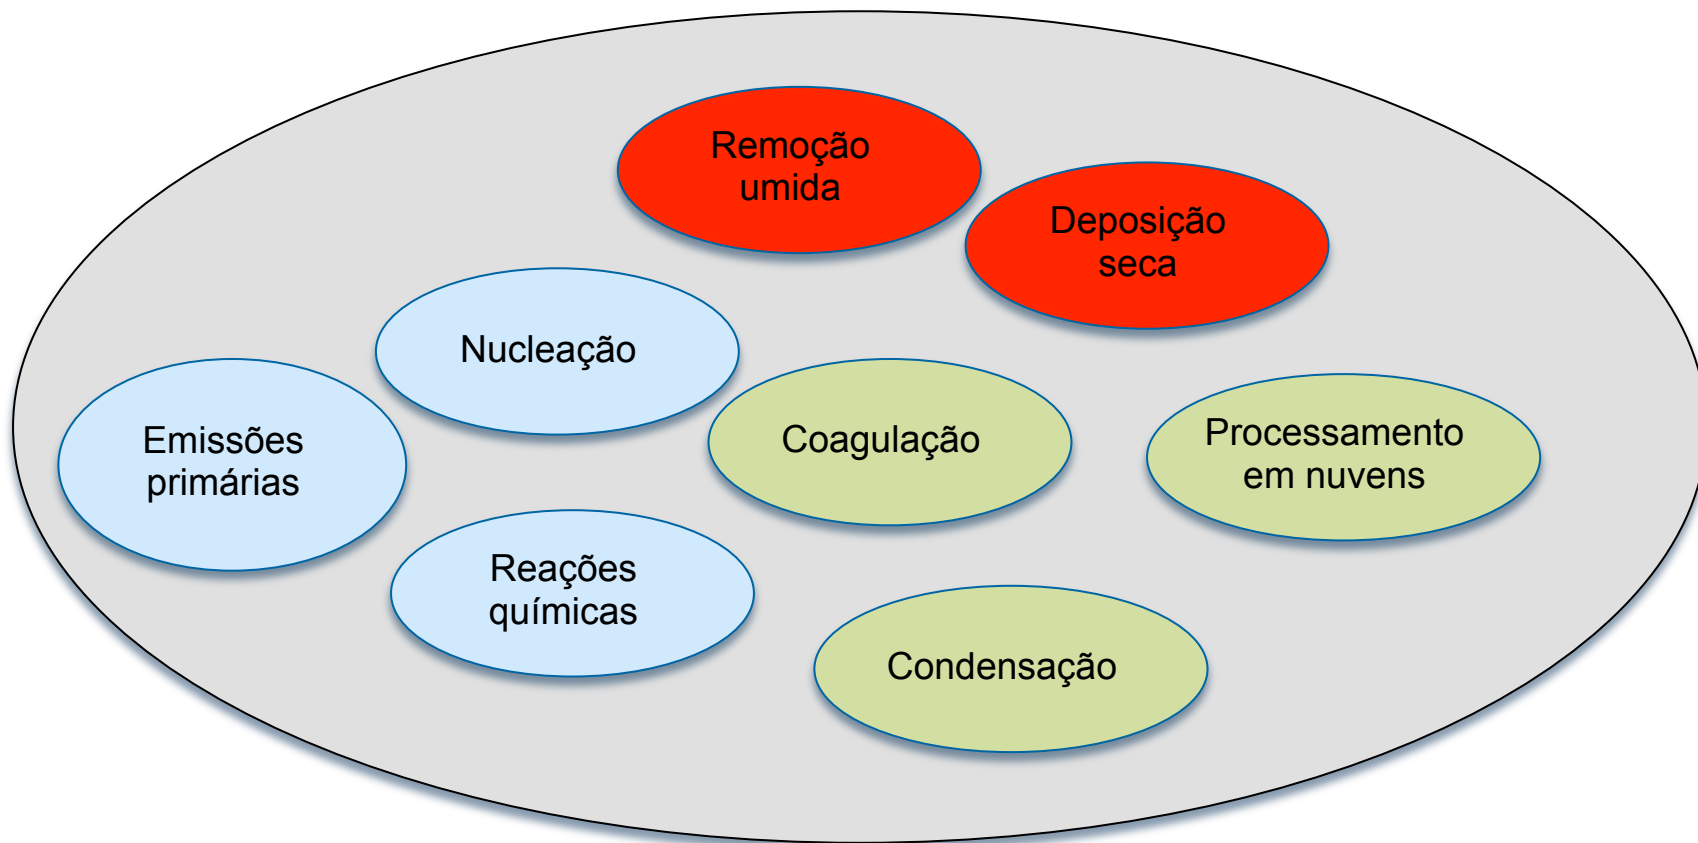 Remoção
umida
Deposição
seca
Nucleação
Emissões
primárias
Coagulação
Processamento
em nuvens
Reações
químicas
Condensação